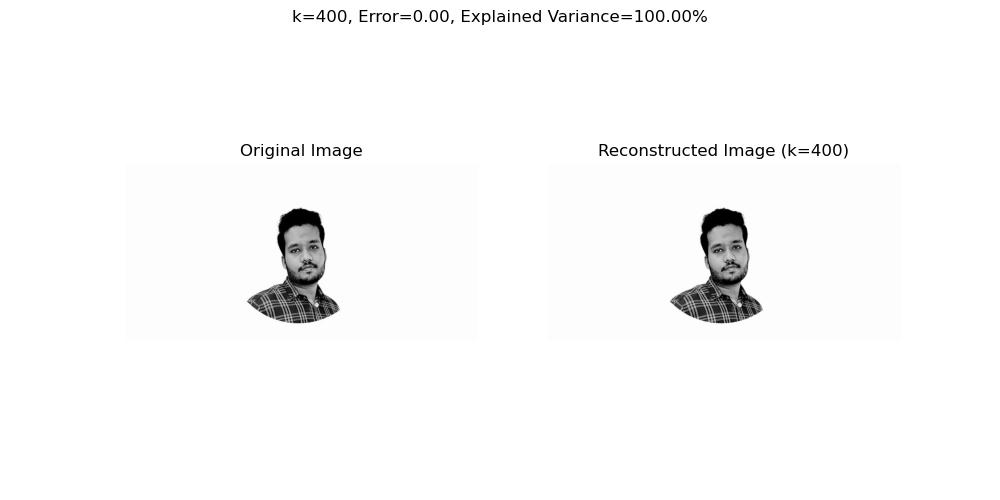 k=400, Error=0.00, Explained Variance=100.00%
Original Image
Reconstructed Image (k=400)